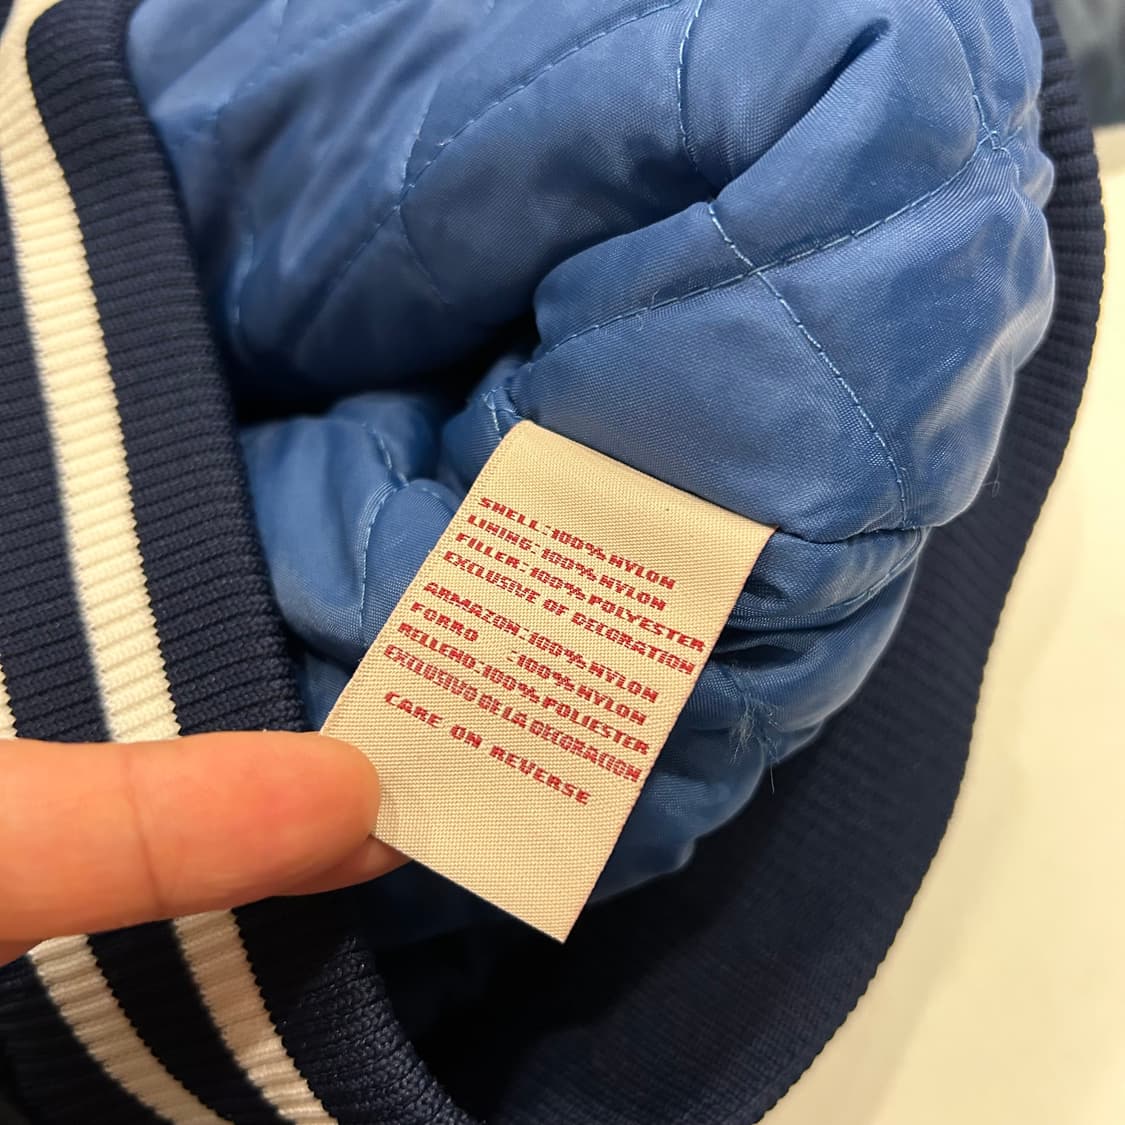 SHELL:100% NYLON
LINING:100% NYLON
FILLER:100% POLYESTER
EXCLUSIVE OF DECORATION
ARMAZON:100% NYLON
FORRO :100% NYLON
RELLENO:100% POLIESTER
EXCLUSIVO DE LA DECORACION
CARE ON REVERSE